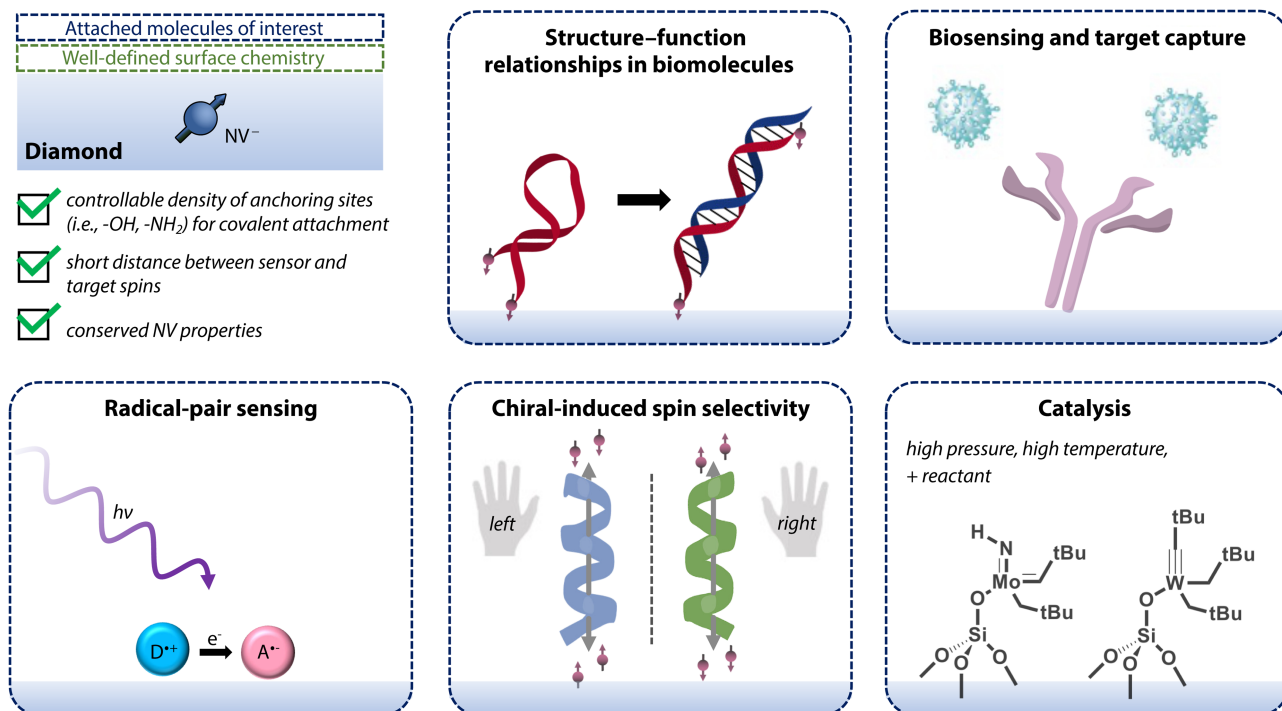 Attached molecules of interest
Well-defined surface chemistry
NV⁻
Diamond
controllable density of anchoring sites
(i.e., -OH, -NH₂) for covalent attachment
short distance between sensor and
target spins
conserved NV properties
Structure–function
relationships in biomolecules
Biosensing and target capture
Radical-pair sensing
hν
D•+
e⁻
A•-
Chiral-induced spin selectivity
left
right
Catalysis
high pressure, high temperature,
+ reactant
H
N
tBu
Mo
O
tBu
Si
O
O
O
tBu
tBu
W
O
tBu
Si
O
O
O